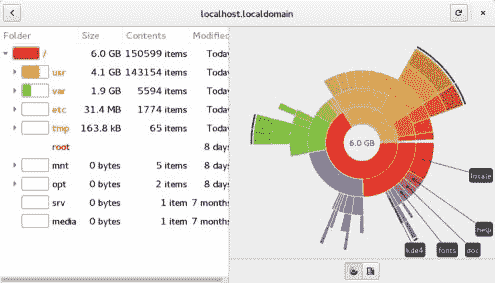 localhost.localdomain
Folder Size Contents Modified
/ 6.0 GB 150599 items Today
usr 4.1 GB 143154 items Today
var 1.9 GB 5594 items Today
etc 31.4 MB 1774 items Today
tmp 163.8 kB 65 items Today
root 8 days
mnt 0 bytes 5 items 8 days
opt 0 bytes 2 items 8 days
srv 0 bytes 1 item 7 months
media 0 bytes 1 item 7 months
6.0 GB
locale
help
kde4 fonts doc